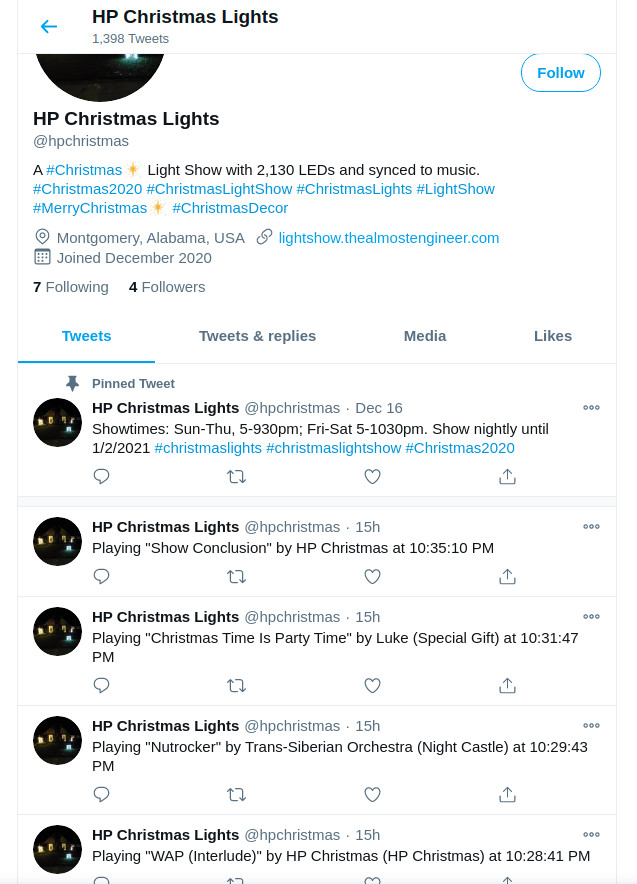 HP Christmas Lights
1,398 Tweets
Follow
HP Christmas Lights
@hpchristmas
A #Christmas ☀️ Light Show with 2,130 LEDs and synced to music.
#Christmas2020 #ChristmasLightShow #ChristmasLights #LightShow
#MerryChristmas ☀️ #ChristmasDecor
Montgomery, Alabama, USA lightshow.thealmostengineer.com
Joined December 2020
7 Following 4 Followers
Tweets Tweets & replies Media Likes
Pinned Tweet
HP Christmas Lights @hpchristmas · Dec 16
Showtimes: Sun-Thu, 5-930pm; Fri-Sat 5-1030pm. Show nightly until
1/2/2021 #christmaslights #christmaslightshow #Christmas2020
HP Christmas Lights @hpchristmas · 15h
Playing "Show Conclusion" by HP Christmas at 10:35:10 PM
HP Christmas Lights @hpchristmas · 15h
Playing "Christmas Time Is Party Time" by Luke (Special Gift) at 10:31:47
PM
HP Christmas Lights @hpchristmas · 15h
Playing "Nutrocker" by Trans-Siberian Orchestra (Night Castle) at 10:29:43
PM
HP Christmas Lights @hpchristmas · 15h
Playing "WAP (Interlude)" by HP Christmas (HP Christmas) at 10:28:41 PM